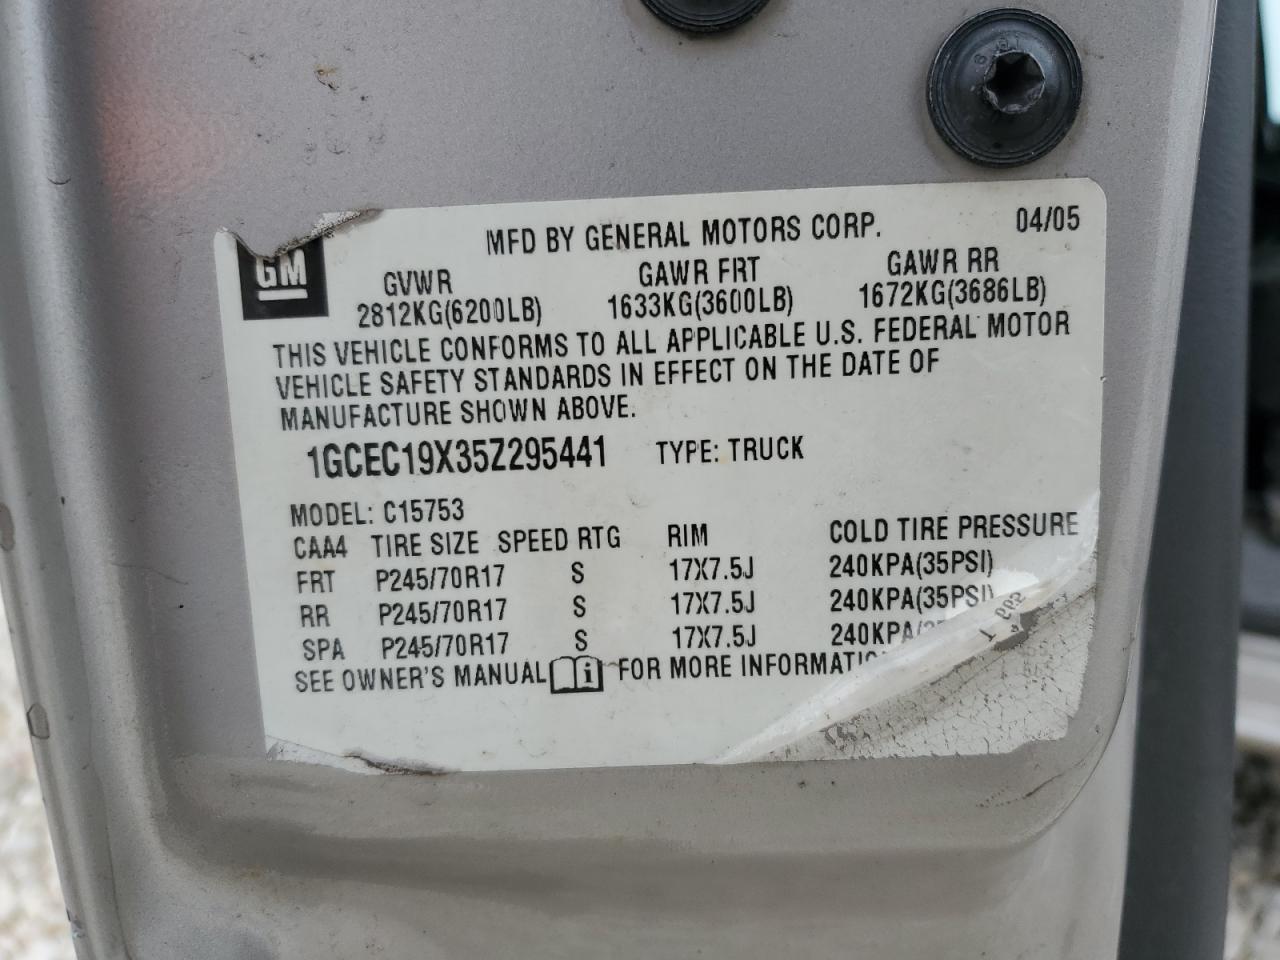 MFD BY GENERAL MOTORS CORP. 04/05
GM
GVWR GAWR FRT GAWR RR
2812KG(6200LB) 1633KG(3600LB) 1672KG(3686LB)
THIS VEHICLE CONFORMS TO ALL APPLICABLE U.S. FEDERAL MOTOR
VEHICLE SAFETY STANDARDS IN EFFECT ON THE DATE OF
MANUFACTURE SHOWN ABOVE.
1GCEC19X35Z295441 TYPE: TRUCK
MODEL: C15753
CAA4 TIRE SIZE SPEED RTG RIM COLD TIRE PRESSURE
FRT P245/70R17 S 17X7.5J 240KPA(35PSI)
RR P245/70R17 S 17X7.5J 240KPA(35PSI)
SPA P245/70R17 S 17X7.5J 240KPA
SEE OWNER'S MANUAL i FOR MORE